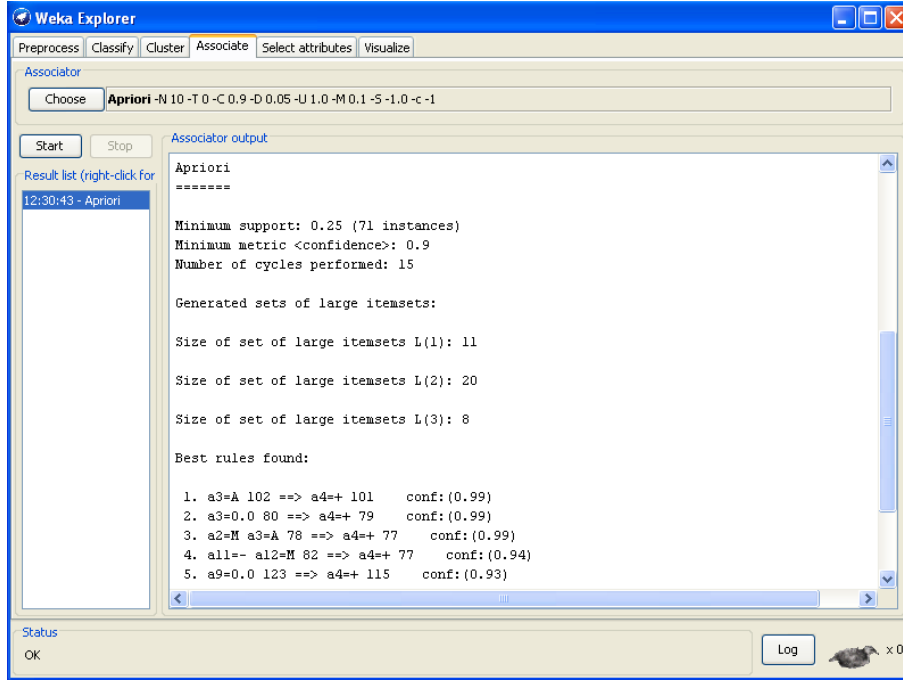 Weka Explorer
Preprocess Classify Cluster Associate Select attributes Visualize
Associator
Choose Apriori -N 10 -T 0 -C 0.9 -D 0.05 -U 1.0 -M 0.1 -S -1.0 -c -1
Start Stop
Result list (right-click for
12:30:43 - Apriori
Associator output
Apriori
=======
Minimum support: 0.25 (71 instances)
Minimum metric <confidence>: 0.9
Number of cycles performed: 15
Generated sets of large itemsets:
Size of set of large itemsets L(1): 11
Size of set of large itemsets L(2): 20
Size of set of large itemsets L(3): 8
Best rules found:
1. a3=A 102 ==> a4=+ 101 conf:(0.99)
2. a3=0.0 80 ==> a4=+ 79 conf:(0.99)
3. a2=M a3=A 78 ==> a4=+ 77 conf:(0.99)
4. a11=- a12=M 82 ==> a4=+ 77 conf:(0.94)
5. a9=0.0 123 ==> a4=+ 115 conf:(0.93)
Status
OK
Log
x 0